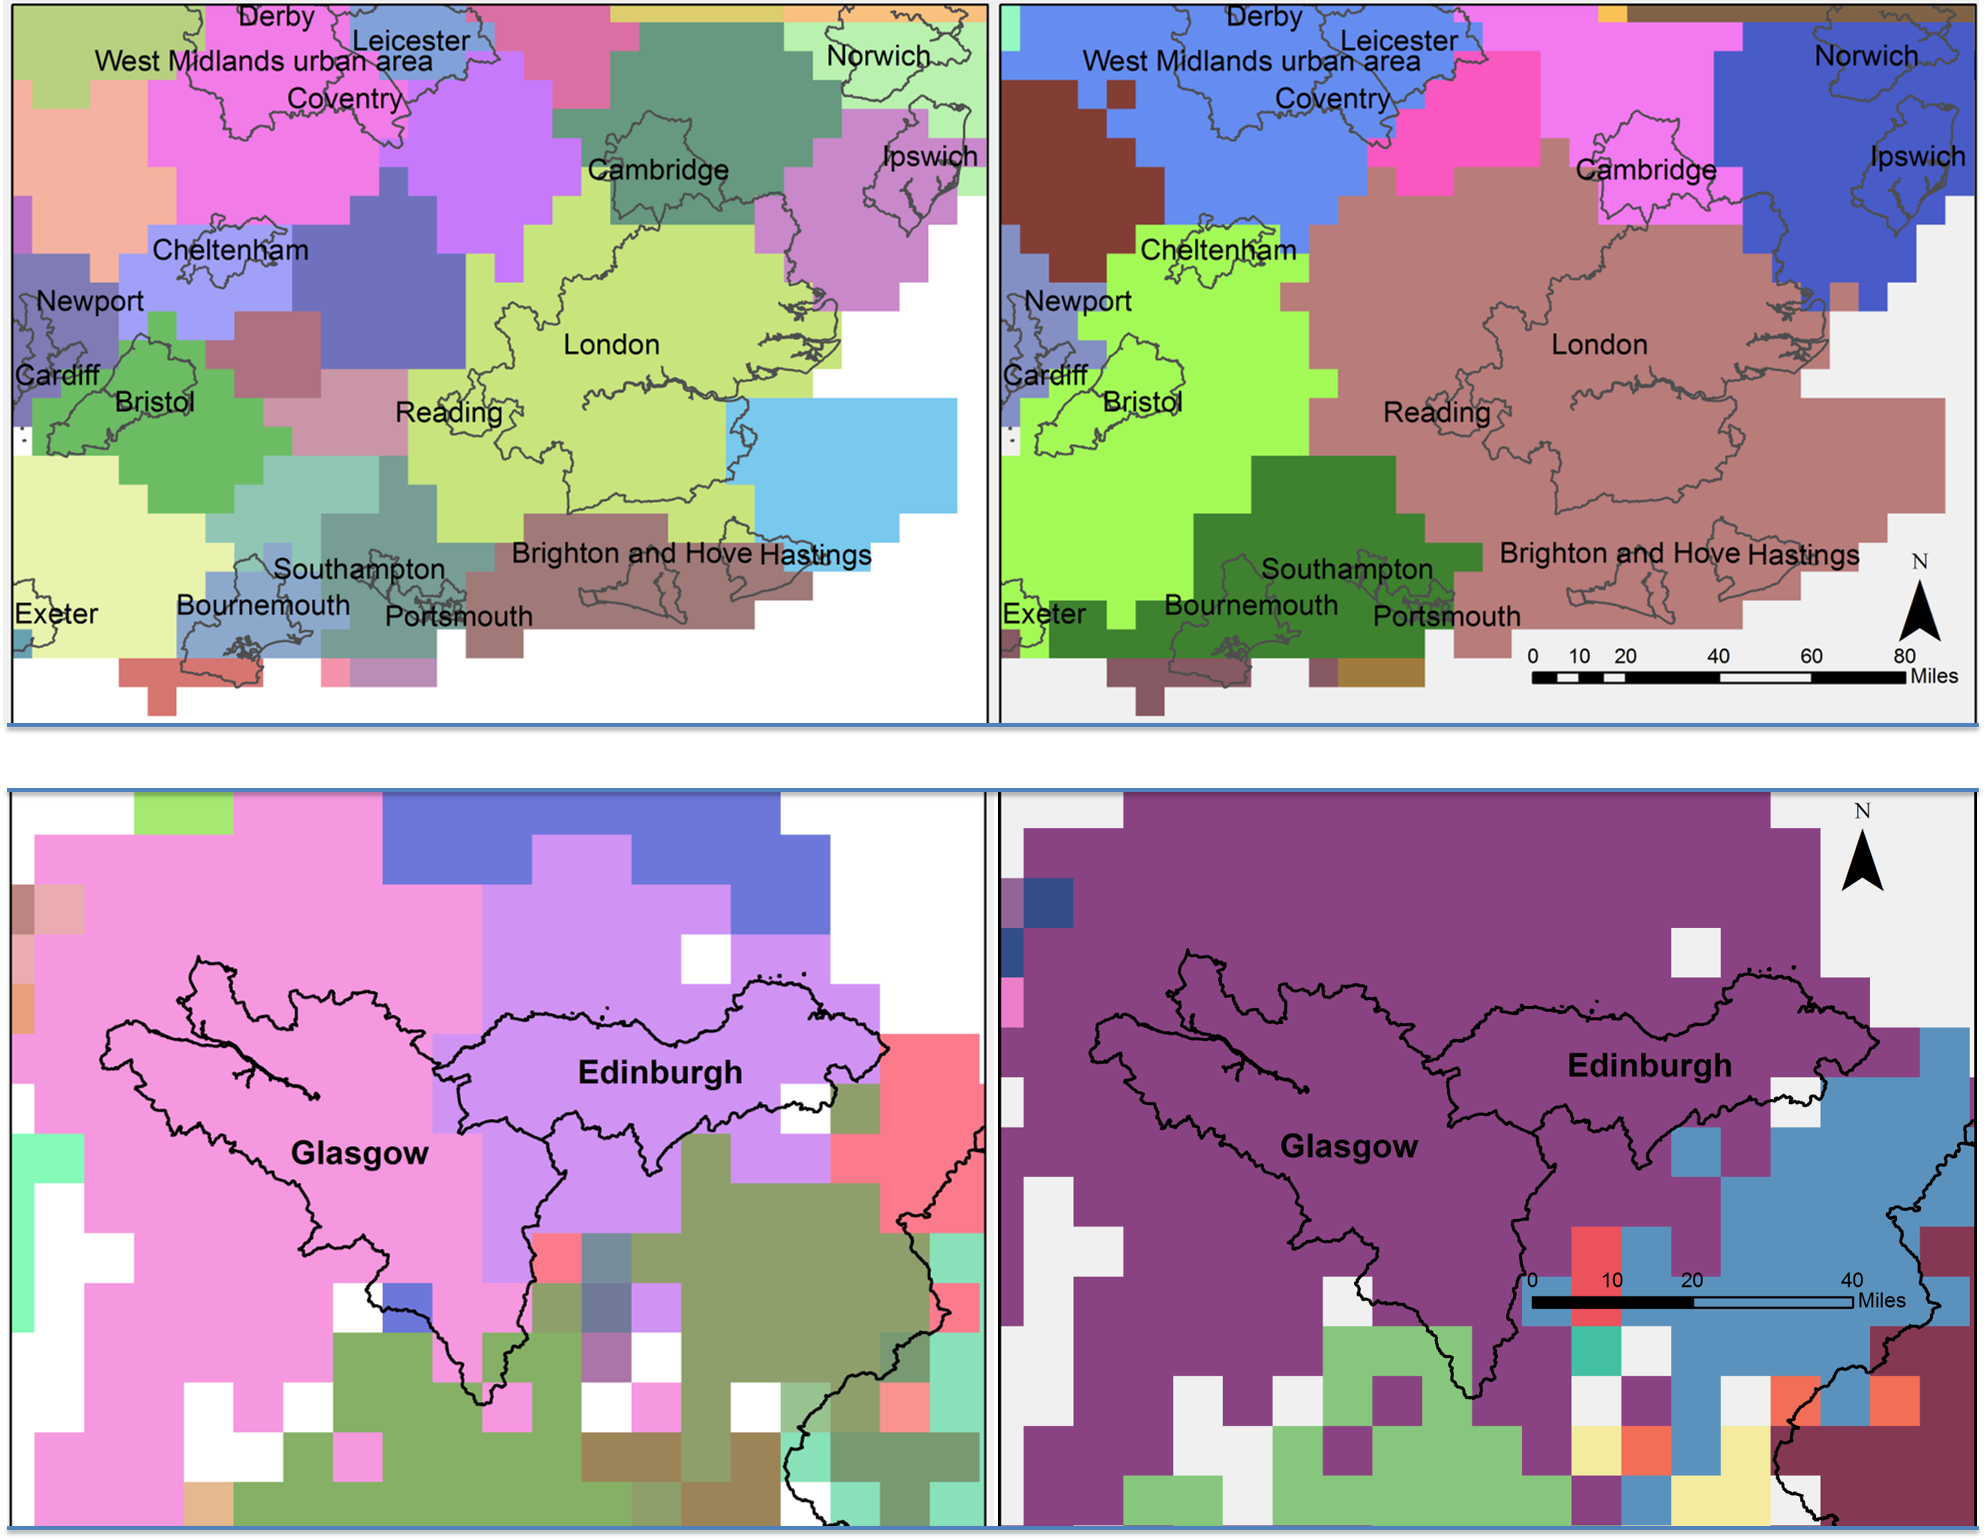 Derby
Leicester
West Midlands urban area
Norwich
Coventry
Ipswich
Cambridge
Cheltenham
Newport
London
Cardiff
Bristol
Reading
Brighton and Hove
Hastings
Southampton
Bournemouth
Exeter
Portsmouth
Derby
Leicester
West Midlands urban area
Norwich
Coventry
Ipswich
Cambridge
Cheltenham
Newport
London
Cardiff
Bristol
Reading
Brighton and Hove
Hastings
N
Southampton
Bournemouth
Exeter
Portsmouth
0 10 20 40 60 80
Miles
Edinburgh
Glasgow
N
Edinburgh
Glasgow
0 10 20 40
Miles